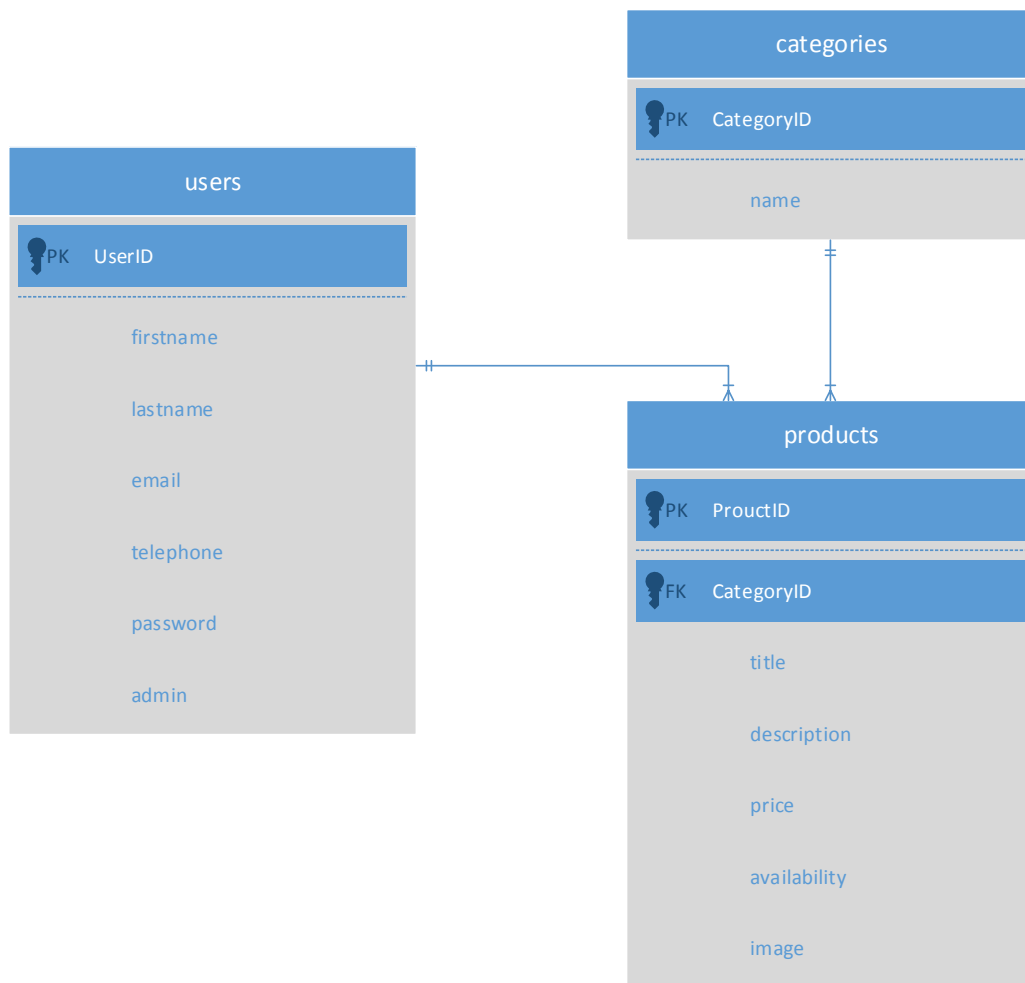 categories
PK CategoryID
name
users
PK UserID
firstname
lastname
email
telephone
password
admin
products
PK ProuctID
FK CategoryID
title
description
price
availability
image